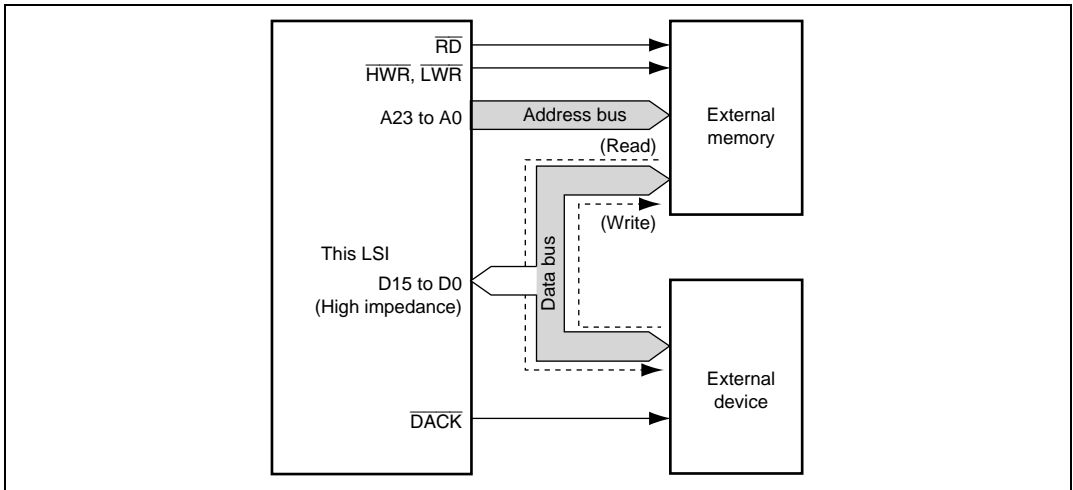 RD
HWR, LWR
A23 to A0
Address bus
External
memory
(Read)
(Write)
Data bus
This LSI
D15 to D0
(High impedance)
External
device
DACK